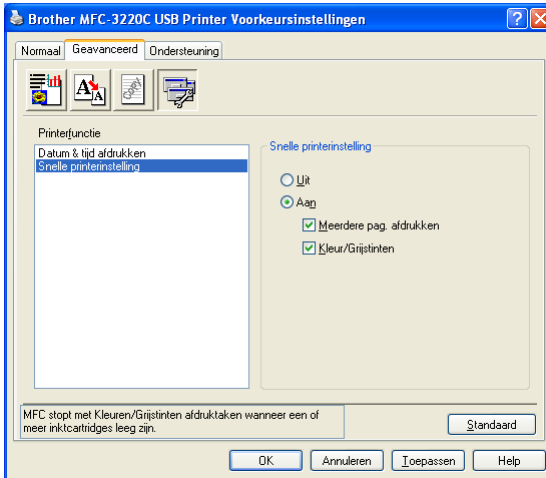 Brother MFC-3220C USB Printer Voorkeursinstellingen
Normaal
Geavanceerd
Ondersteuning
Copy
Printerfunctie
Datum & tijd afdrukken
Snelle printerinstelling
Snelle printerinstelling
Uit
Aan
Meerdere pag. afdrukken
Kleur/Grijstinten
MFC stopt met Kleuren/Grijstinten afdruktaken wanneer een of
meer inktcartridges leeg zijn.
Standaard
OK
Annuleren
Toepassen
Help